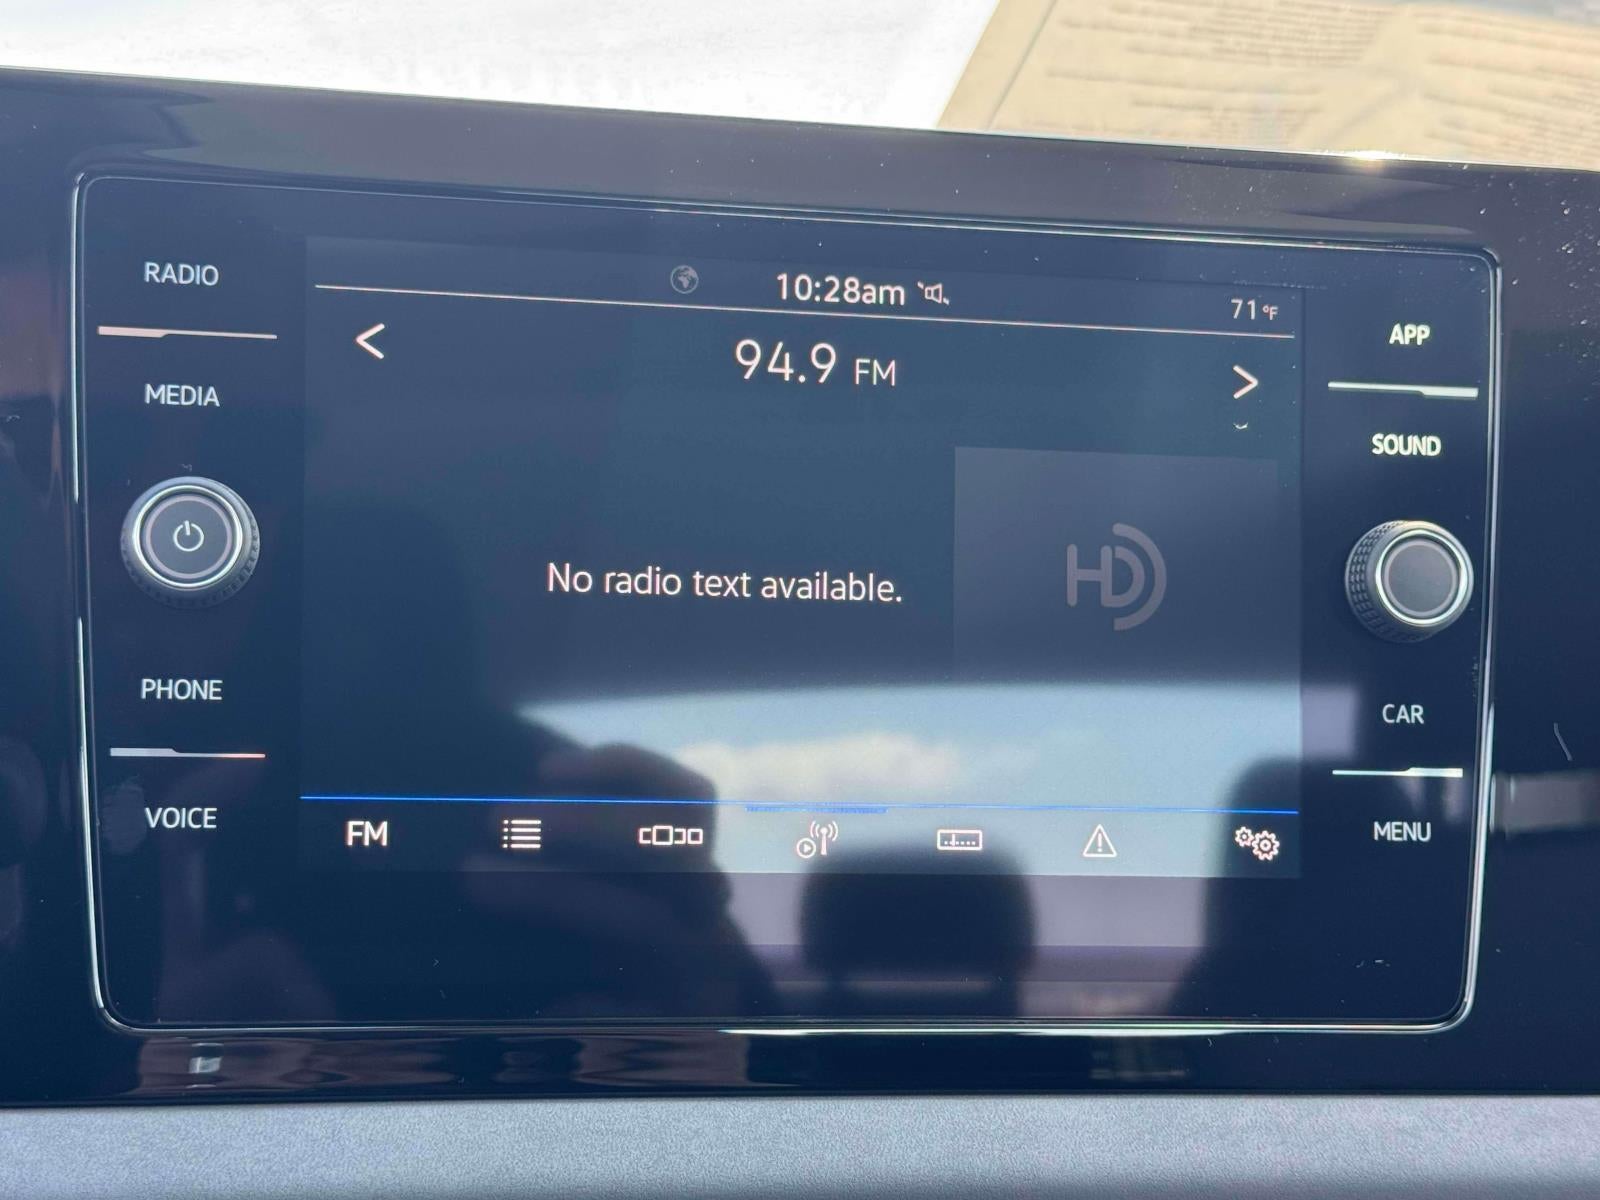 RADIO
MEDIA
PHONE
VOICE
10:28am
71°F
94.9 FM
No radio text available.
HD
FM
APP
SOUND
CAR
MENU